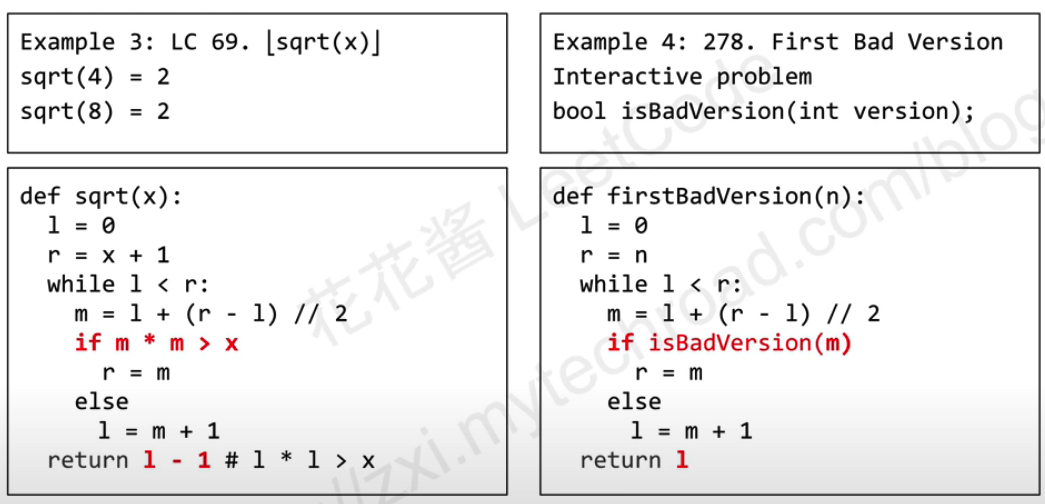 Example 3: LC 69. ⌊sqrt(x)⌋
sqrt(4) = 2
sqrt(8) = 2
Example 4: 278. First Bad Version
Interactive problem
bool isBadVersion(int version);
def sqrt(x):
  l = 0
  r = x + 1
  while l < r:
    m = l + (r - l) // 2
    if m * m > x
      r = m
    else
      l = m + 1
  return l - 1 # l * l > x
def firstBadVersion(n):
  l = 0
  r = n
  while l < r:
    m = l + (r - l) // 2
    if isBadVersion(m)
      r = m
    else
      l = m + 1
  return l
花花酱 LeetCode
//zxi.mytechroad.com/blog